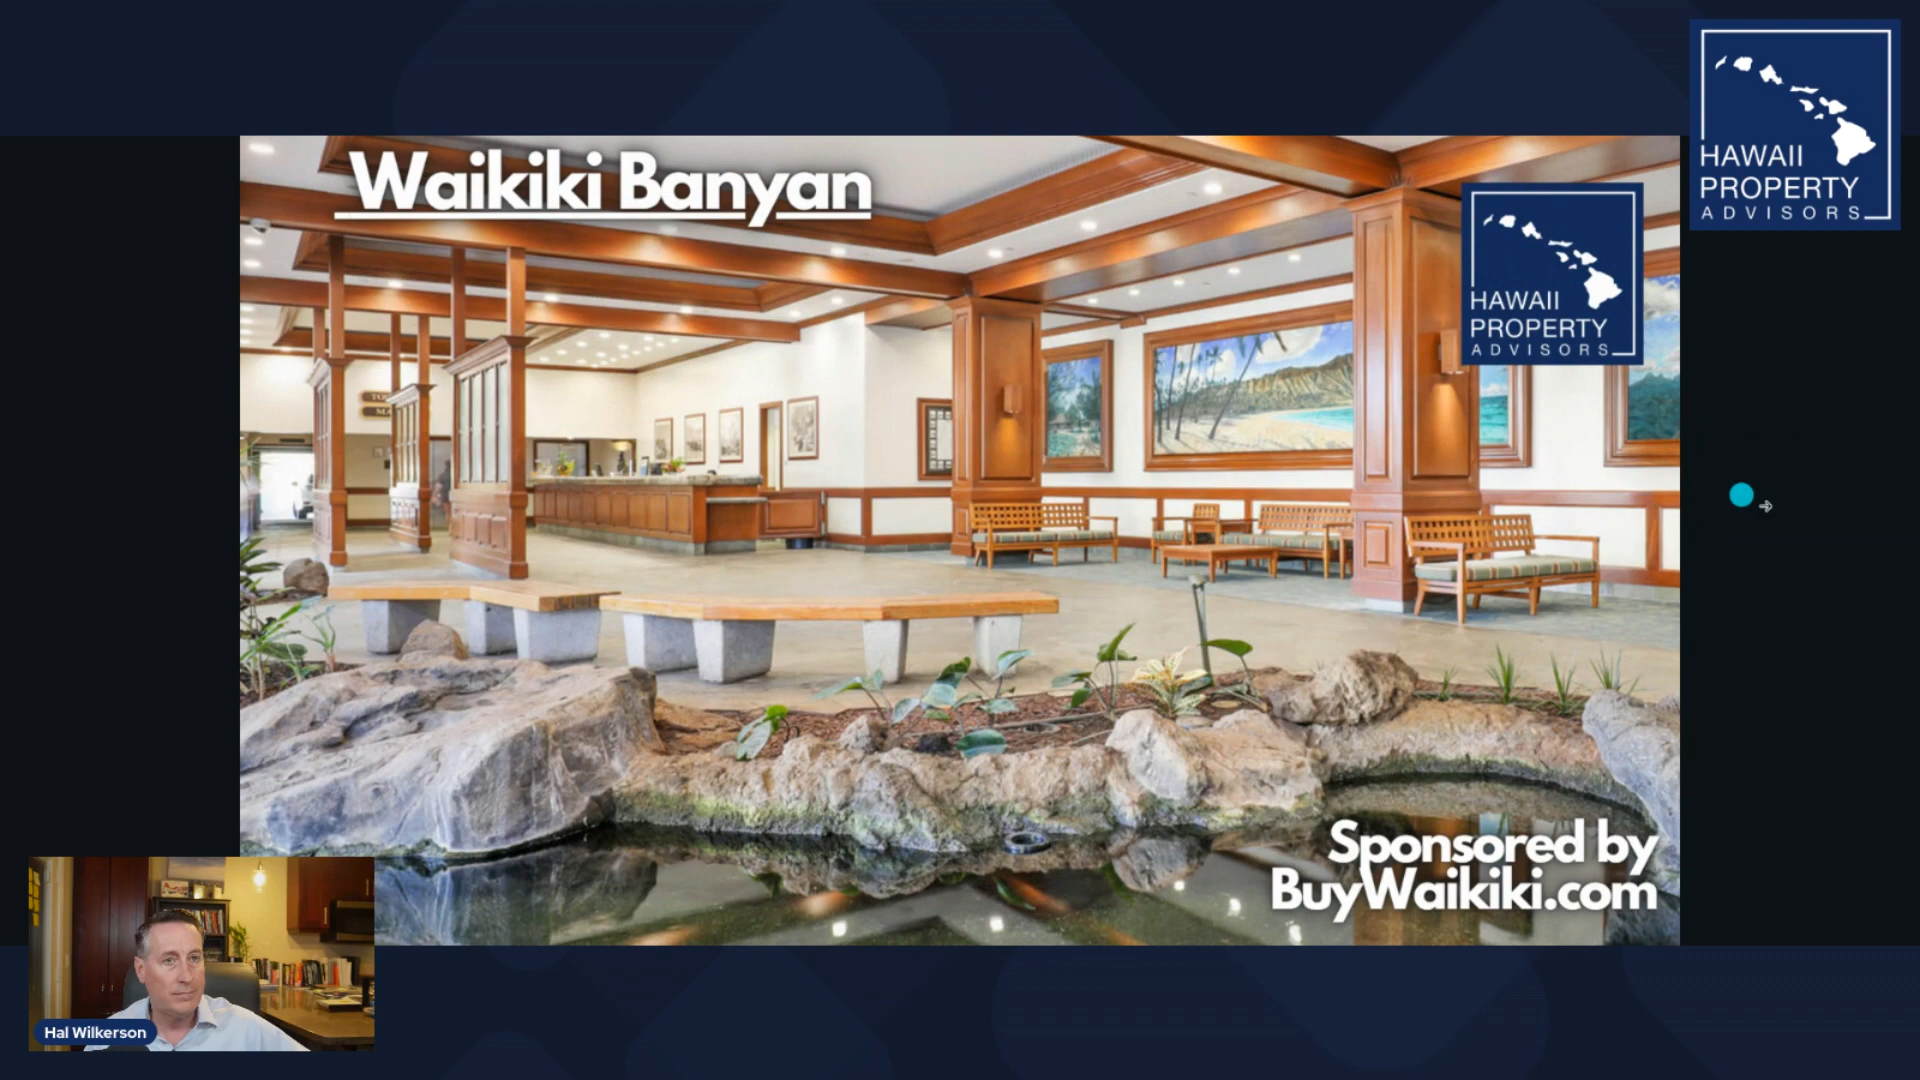 Waikiki Banyan
HAWAII
PROPERTY
ADVISORS
HAWAII
PROPERTY
ADVISORS
Sponsored by
BuyWaikiki.com
Hal Wilkerson